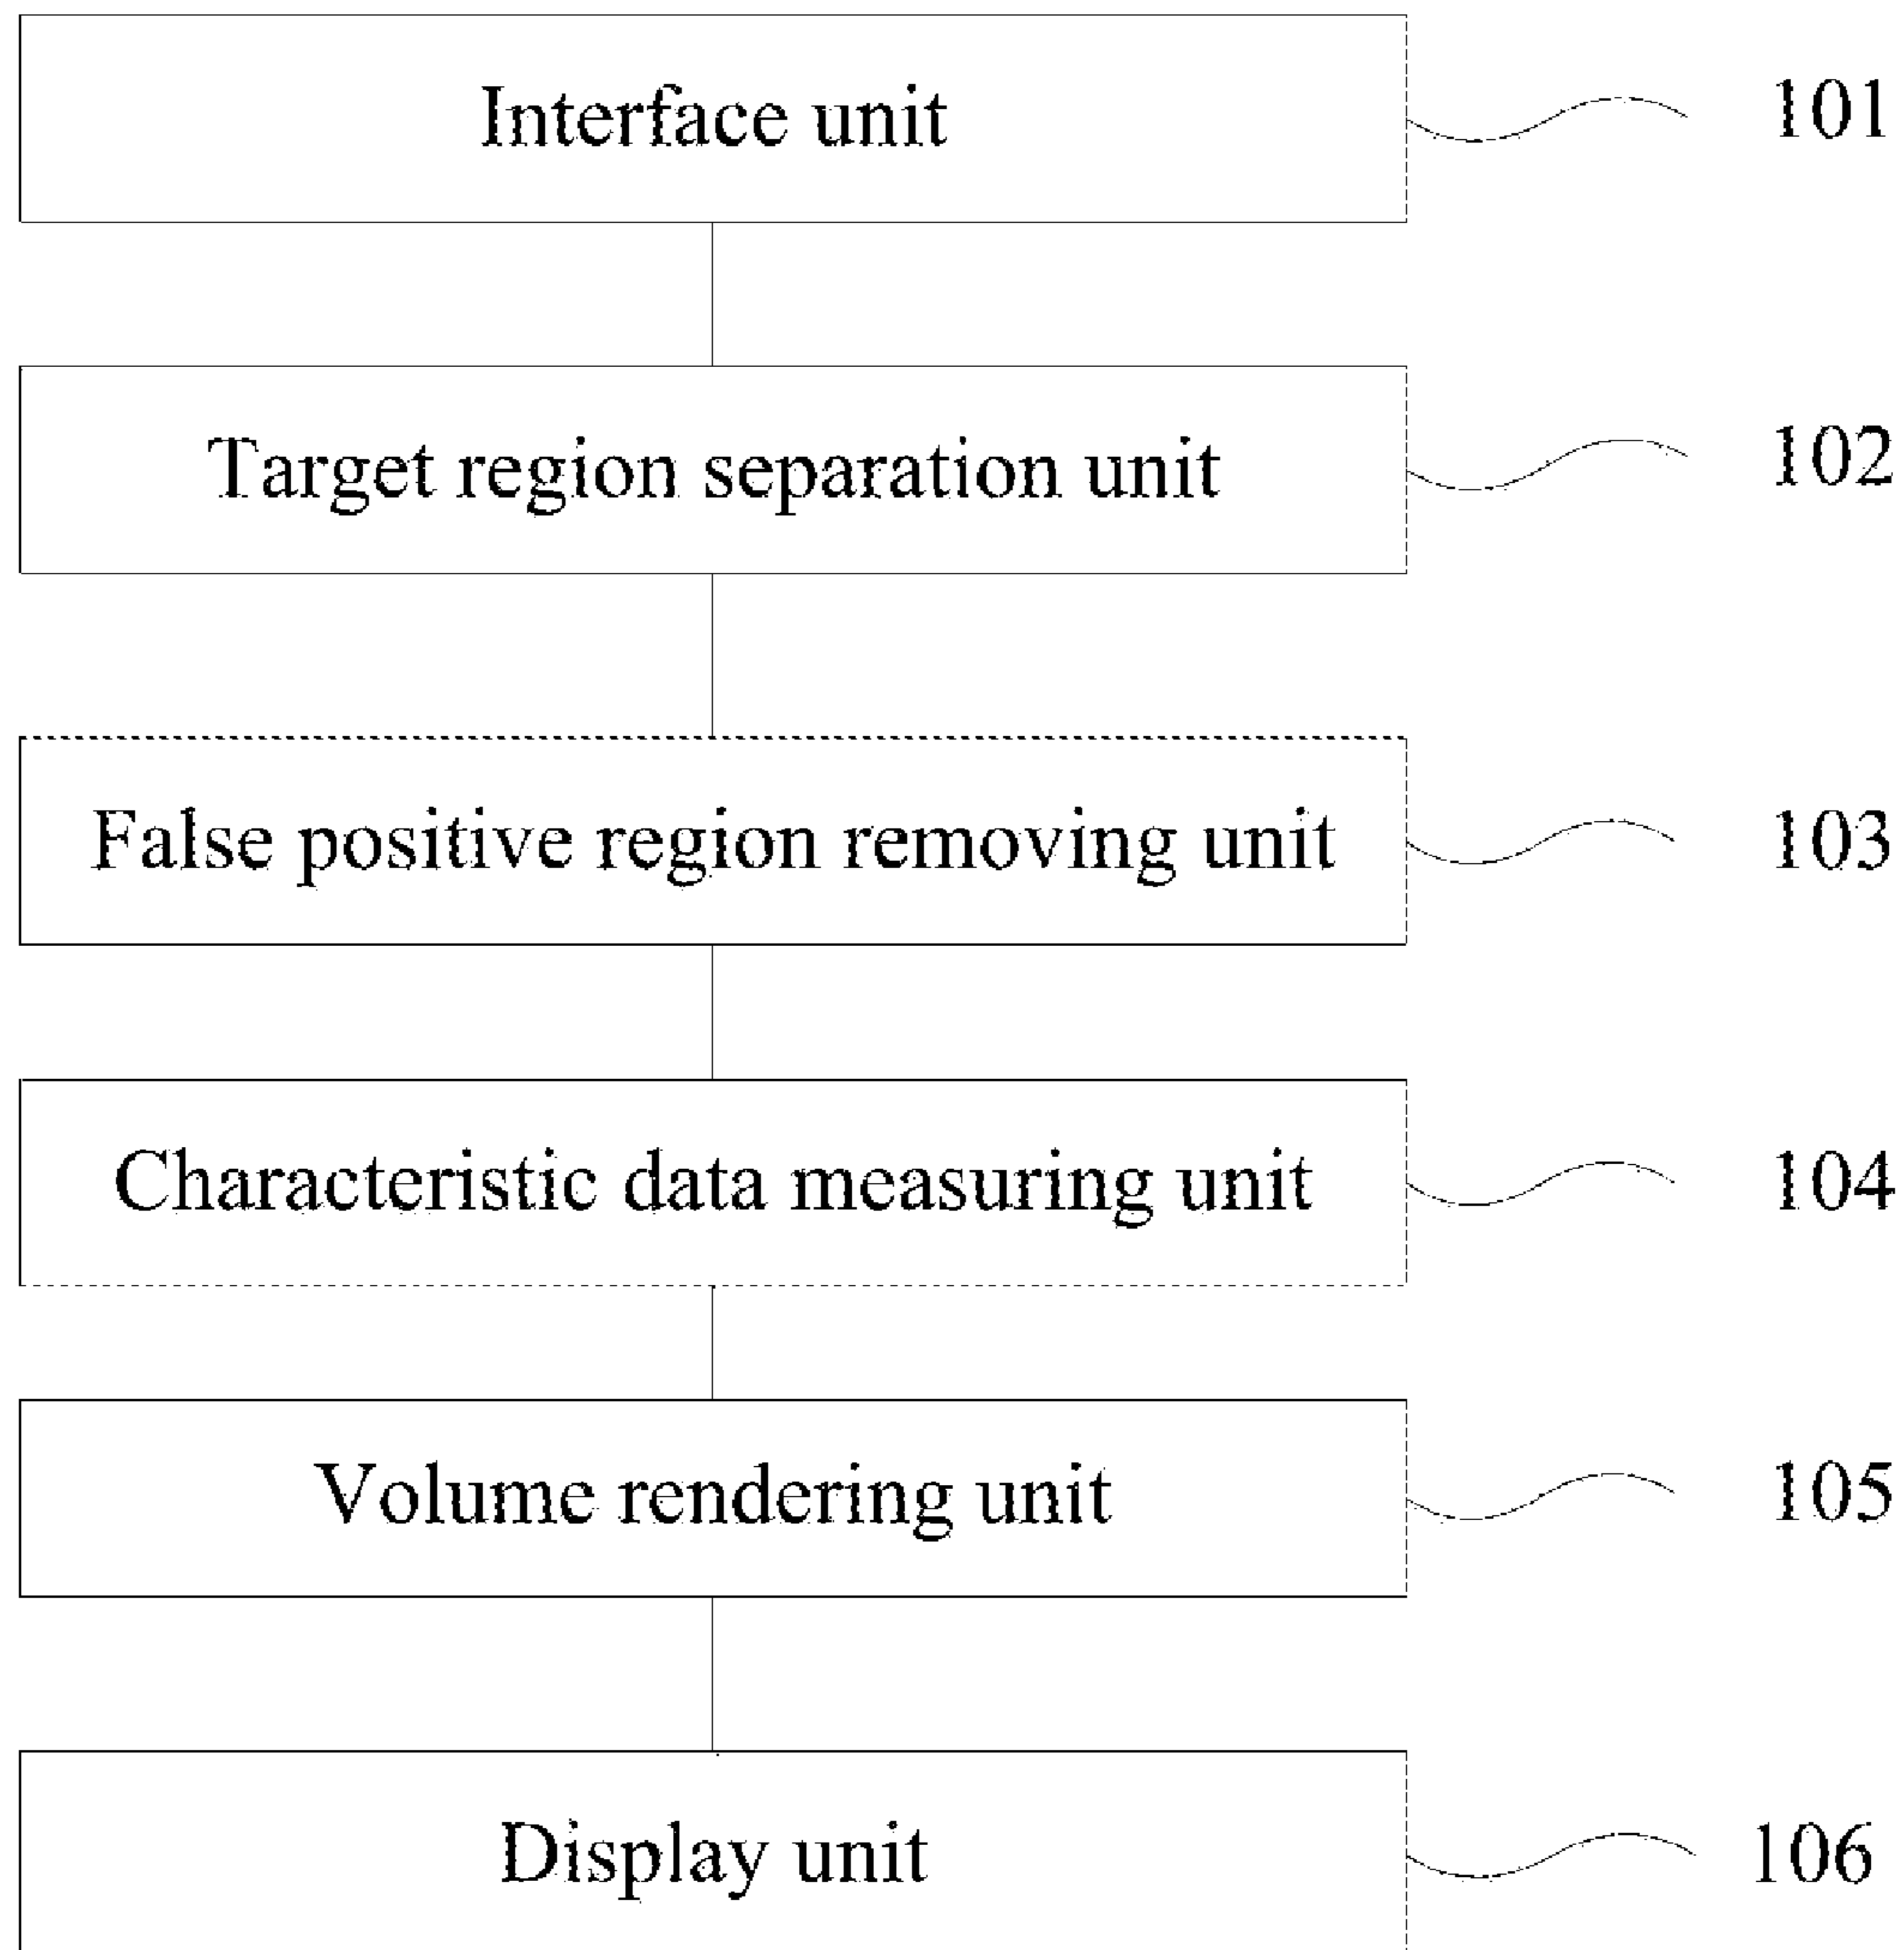 Interface unit 101
Target region separation unit 102
False positive region removing unit 103
Characteristic data measuring unit 104
Volume rendering unit 105
Display unit 106